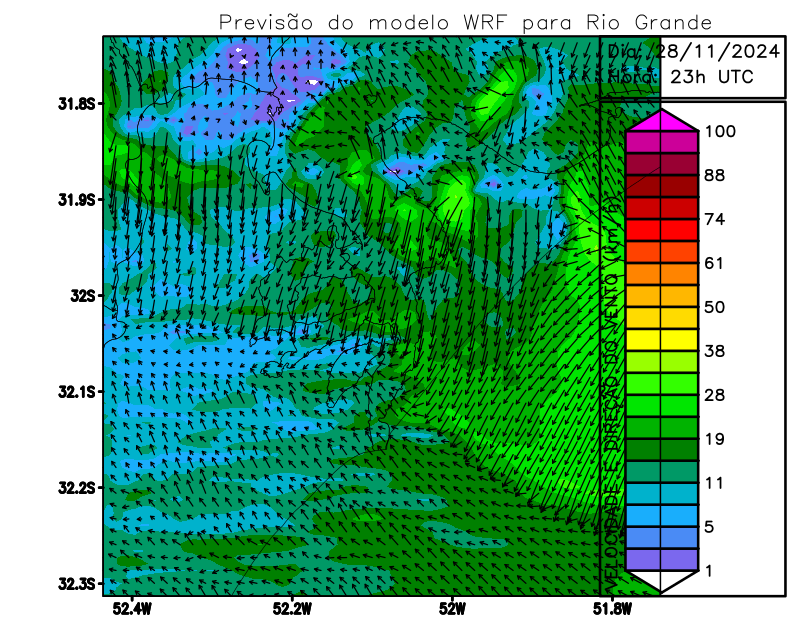 Previsão do modelo WRF para Rio Grande
Dia: 28/11/2024
Hora: 23h UTC
31.8S
31.9S
32S
32.1S
32.2S
32.3S
52.4W
52.2W
52W
51.8W
VELOCIDADE E DIREÇÃO DO VENTO (km/h)
100
88
74
61
50
38
28
19
11
5
1